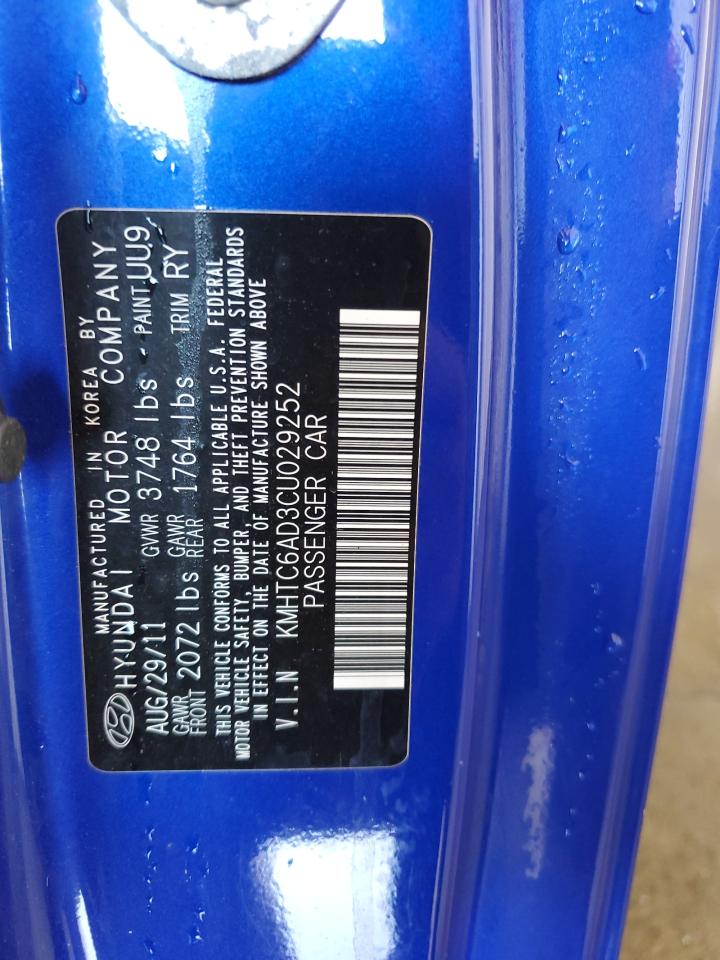 MANUFACTURED IN KOREA BY
HYUNDAI MOTOR COMPANY
AUG/29/11 GVWR 3748 lbs PAINT UU9
GAWR FRONT 2072 lbs GAWR REAR 1764 lbs TRIM RY
THIS VEHICLE CONFORMS TO ALL APPLICABLE U.S.A. FEDERAL
MOTOR VEHICLE SAFETY, BUMPER, AND THEFT PREVENTION STANDARDS
IN EFFECT ON THE DATE OF MANUFACTURE SHOWN ABOVE
V.I.N KMHTC6AD3CU029252
PASSENGER CAR